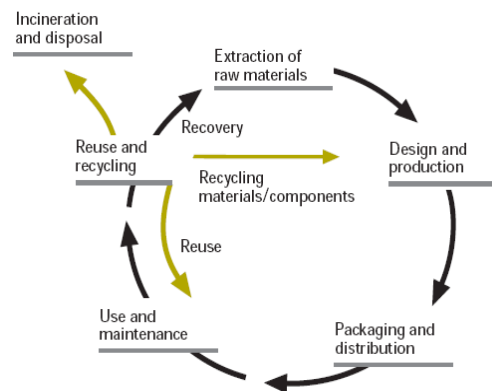 Incineration
and disposal
Extraction of
raw materials
Recovery
Reuse and
recycling
Design and
production
Recycling
materials/components
Reuse
Use and
maintenance
Packaging and
distribution